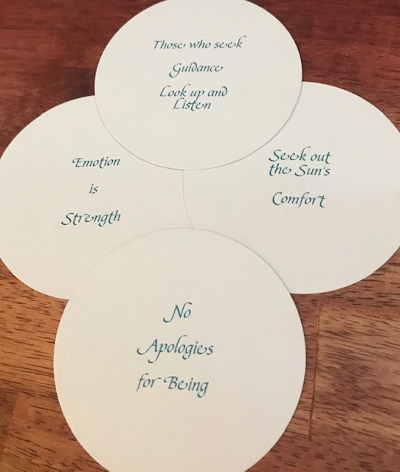 Those who seek
Guidance
Look up and
Listen
Emotion
is
Strength
Seek out
the Sun's
Comfort
No
Apologies
for Being